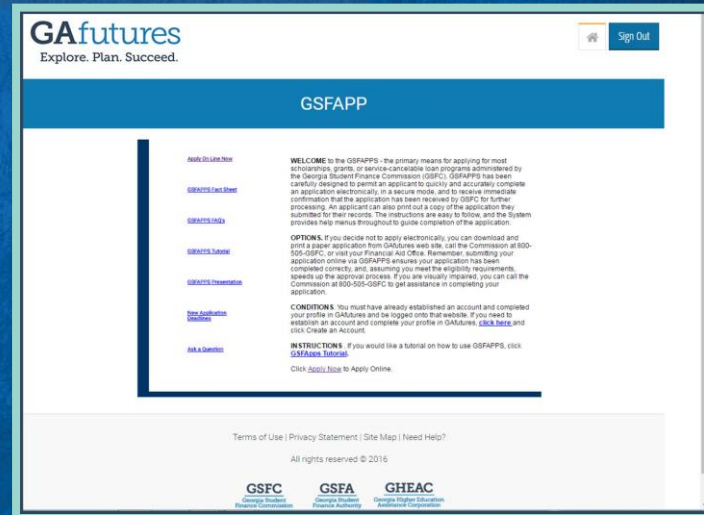 GAfutures
Explore. Plan. Succeed.
Sign Out
GSFAPP
Apply On Line Now
GSFAPPS Fact Sheet
GSFAPPS FAQ's
GSFAPPS Tutorial
GSFAPPS Presentation
New Application
Deadlines
Ask a Question
WELCOME to the GSFAPPS - the primary means for applying for most
scholarships, grants, or service-cancelable loan programs administered by
the Georgia Student Finance Commission (GSFC). GSFAPPS has been
carefully designed to permit an applicant to quickly and accurately complete
an application electronically, in a secure mode, and to receive immediate
confirmation that the application has been received by GSFC for further
processing. An applicant can also print out a copy of the application they
submitted for their records. The instructions are easy to follow, and the System
provides help menus throughout to guide completion of the application.
OPTIONS. If you decide not to apply electronically, you can download and
print a paper application from GAfutures website, call the Commission at 800-
505-GSFC, or visit your Financial Aid Office. Remember, submitting your
application online via GSFAPPS ensures your application has been
completed correctly, and, assuming you meet the eligibility requirements,
speeds up the approval process. If you are visually impaired, you can call the
Commission at 800-505-GSFC to get assistance in completing your
application.
CONDITIONS. You must have already established an account and completed
your profile in GAfutures and be logged onto that website. If you need to
establish an account and complete your profile in GAfutures, click here and
click Create an Account.
INSTRUCTIONS. If you would like a tutorial on how to use GSFAPPS, click
GSFApps Tutorial.
Click Apply Now to Apply Online.
Terms of Use | Privacy Statement | Site Map | Need Help?
All rights reserved © 2016
GSFC
Georgia Student
Finance Commission
GSFA
Georgia Student
Finance Authority
GHEAC
Georgia Higher Education
Assistance Corporation